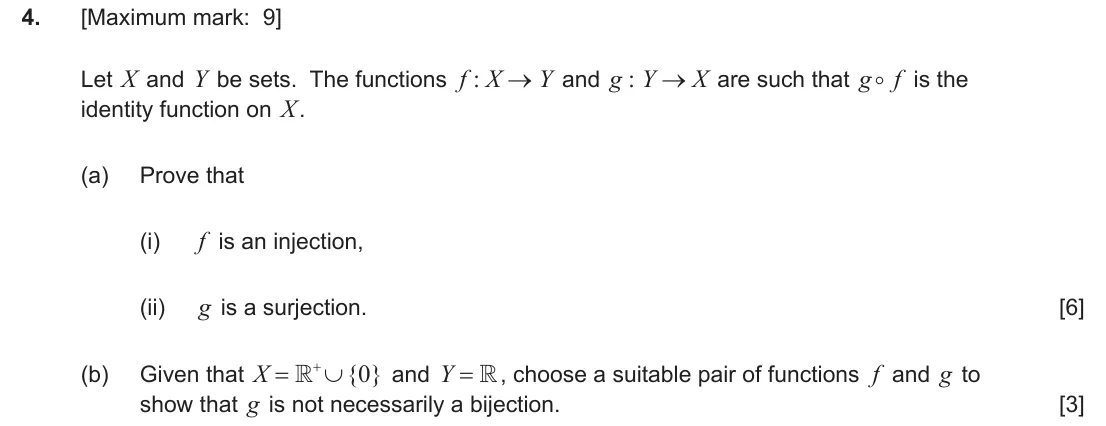 4. [Maximum mark: 9]
Let X and Y be sets. The functions f : X → Y and g : Y → X are such that g ∘ f is the
identity function on X.
(a) Prove that
(i) f is an injection,
(ii) g is a surjection. [6]
(b) Given that X = ℝ⁺ ∪ {0} and Y = ℝ, choose a suitable pair of functions f and g to
show that g is not necessarily a bijection. [3]